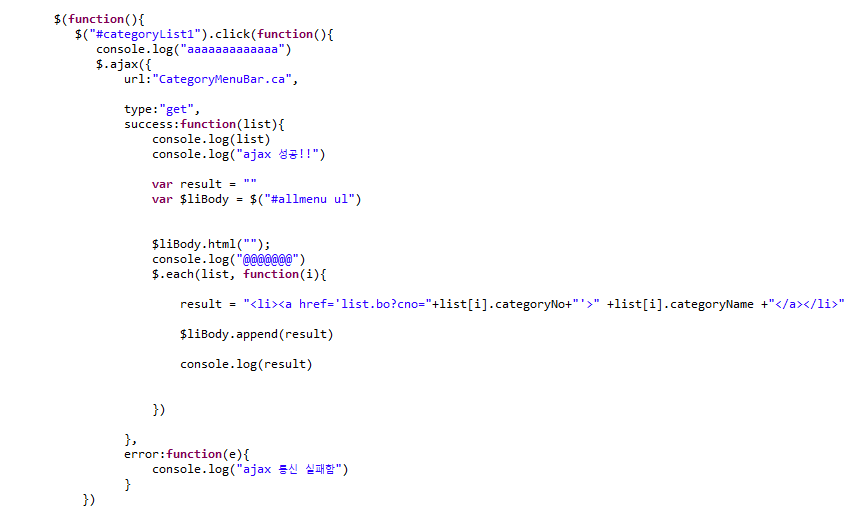 $(function(){
$("#categoryList1").click(function(){
console.log("aaaaaaaaaaaaa")
$.ajax({
url:"CategoryMenuBar.ca",
type:"get",
success:function(list){
console.log(list)
console.log("ajax 성공!!")
var result = ""
var $liBody = $("#allmenu ul")
$liBody.html("");
console.log("@@@@@@@")
$.each(list, function(i){
result = "<li><a href='list.bo?cno="+list[i].categoryNo+"'>" +list[i].categoryName +"</a></li>"
$liBody.append(result)
console.log(result)
})
},
error:function(e){
console.log("ajax 통신 실패함")
}
})